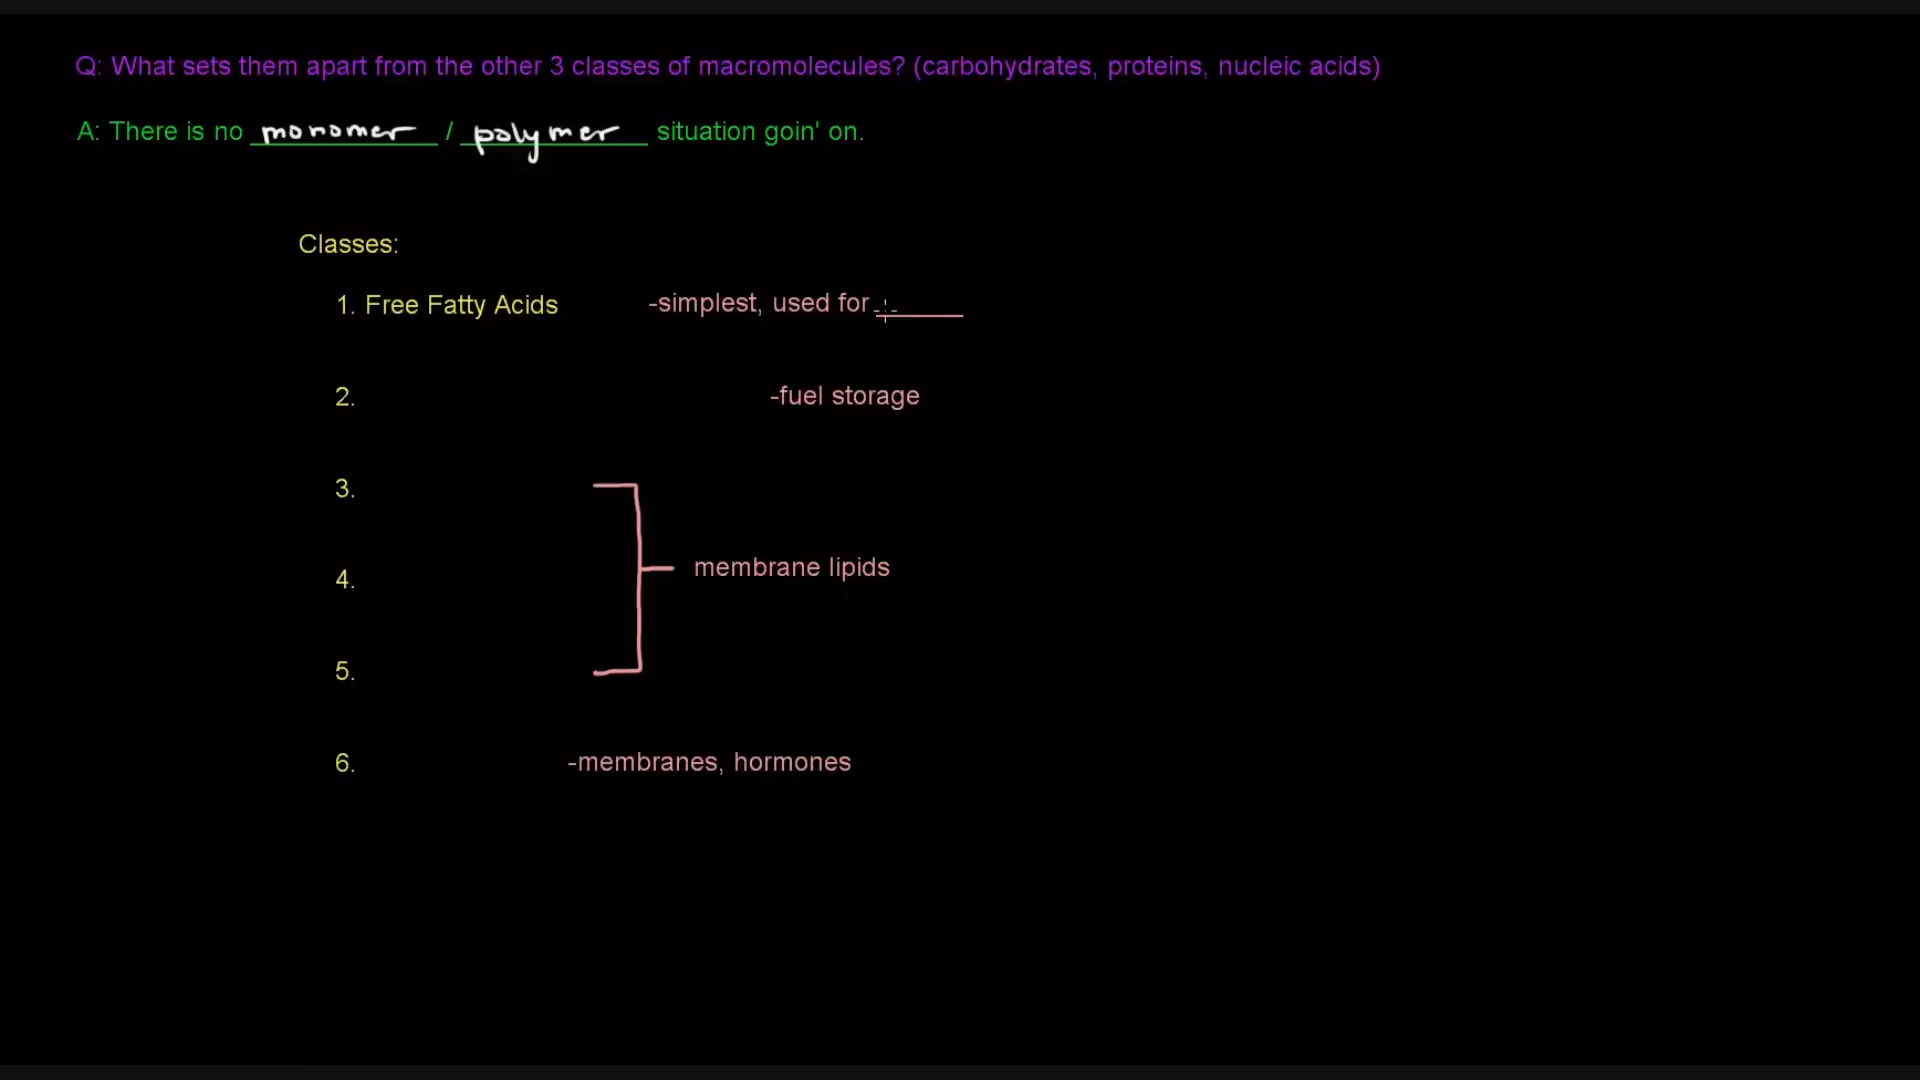 Q: What sets them apart from the other 3 classes of macromolecules? (carbohydrates, proteins, nucleic acids)
A: There is no monomer / polymer situation goin' on.
Classes:
1. Free Fatty Acids -simplest, used for
2. -fuel storage
3.
membrane lipids
4.
5.
6. -membranes, hormones